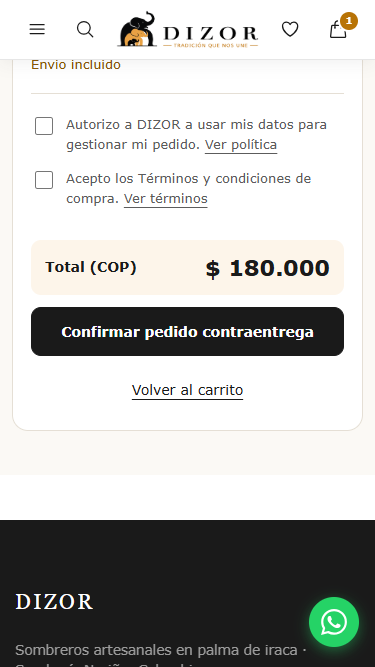 DIZOR
TRADICIÓN QUE NOS UNE
1
Envío incluido
Autorizo a DIZOR a usar mis datos para
gestionar mi pedido. Ver política
Acepto los Términos y condiciones de
compra. Ver términos
Total (COP) $ 180.000
Confirmar pedido contraentrega
Volver al carrito
DIZOR
Sombreros artesanales en palma de iraca ·